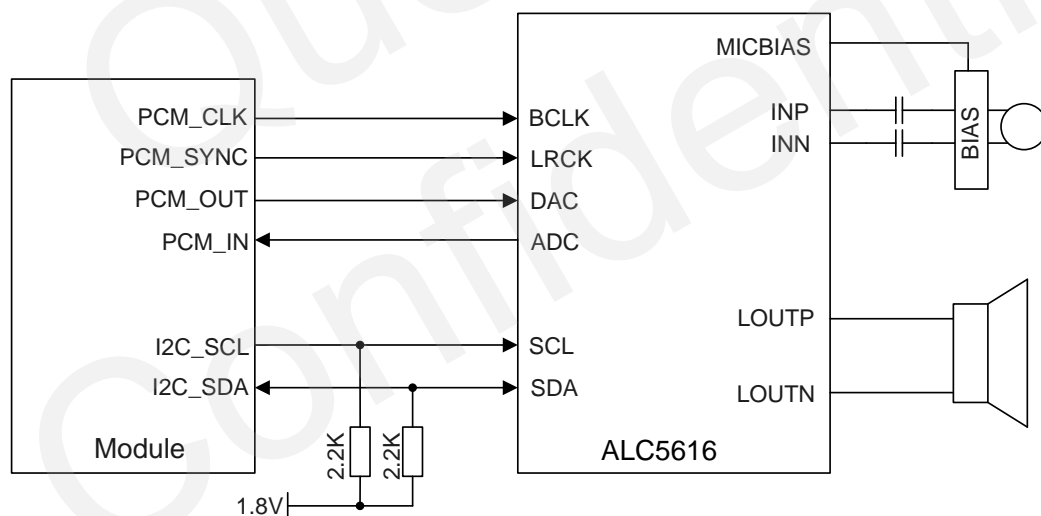 MICBIAS
PCM_CLK
BCLK
INP
PCM_SYNC
LRCK
INN
BIAS
PCM_OUT
DAC
PCM_IN
ADC
LOUTP
I2C_SCL
SCL
I2C_SDA
SDA
LOUTN
Module
2.2K
2.2K
ALC5616
1.8V
Confidential